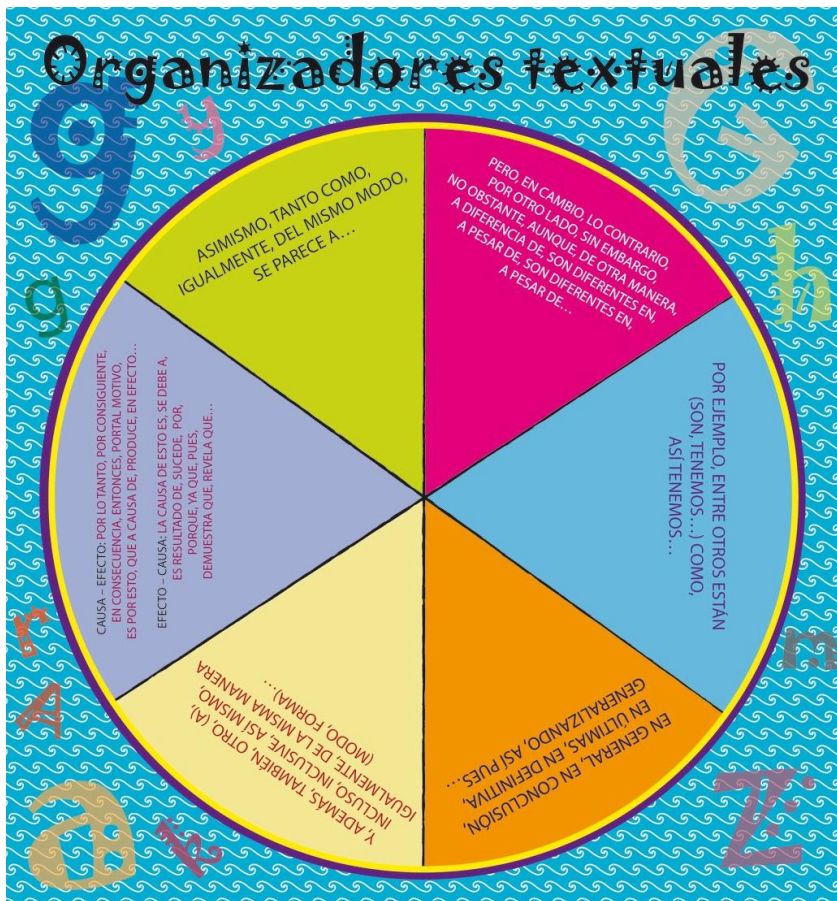 Organizadores textuales
g
y
G
g
h
ASIMISMO, TANTO COMO,
IGUALMENTE, DEL MISMO MODO,
SE PARECE A...
PERO, EN CAMBIO, LO CONTRARIO,
POR OTRO LADO, SIN EMBARGO,
NO OBSTANTE, AUNQUE, DE OTRA MANERA,
A DIFERENCIA DE, SON DIFERENTES EN,
A PESAR DE, SON DIFERENTES EN,
A PESAR DE...
POR EJEMPLO, ENTRE OTROS ESTÁN
(SON, TENEMOS...) COMO,
ASÍ TENEMOS...
EN GENERAL, EN CONCLUSIÓN,
EN ÚLTIMAS, EN DEFINITIVA,
GENERALIZANDO, ASÍ PUES...
Y, ADEMÁS, TAMBIÉN, OTRO, (A),
INCLUSO, INCLUSIVE, ASÍ MISMO,
IGUALMENTE, DE LA MISMA MANERA
(MODO, FORMA)...
CAUSA – EFECTO: POR LO TANTO, POR CONSIGUIENTE,
EN CONSECUENCIA, ENTONCES, PORTAL MOTIVO,
ES POR ESTO, QUE A CAUSA DE, PRODUCE, EN EFECTO...
EFECTO – CAUSA: LA CAUSA DE ESTO ES, SE DEBE A,
ES RESULTADO DE, SUCEDE, POR,
PORQUE, YA QUE, PUES,
DEMUESTRA QUE, REVELA QUE...
r
m
A
a
R
Z